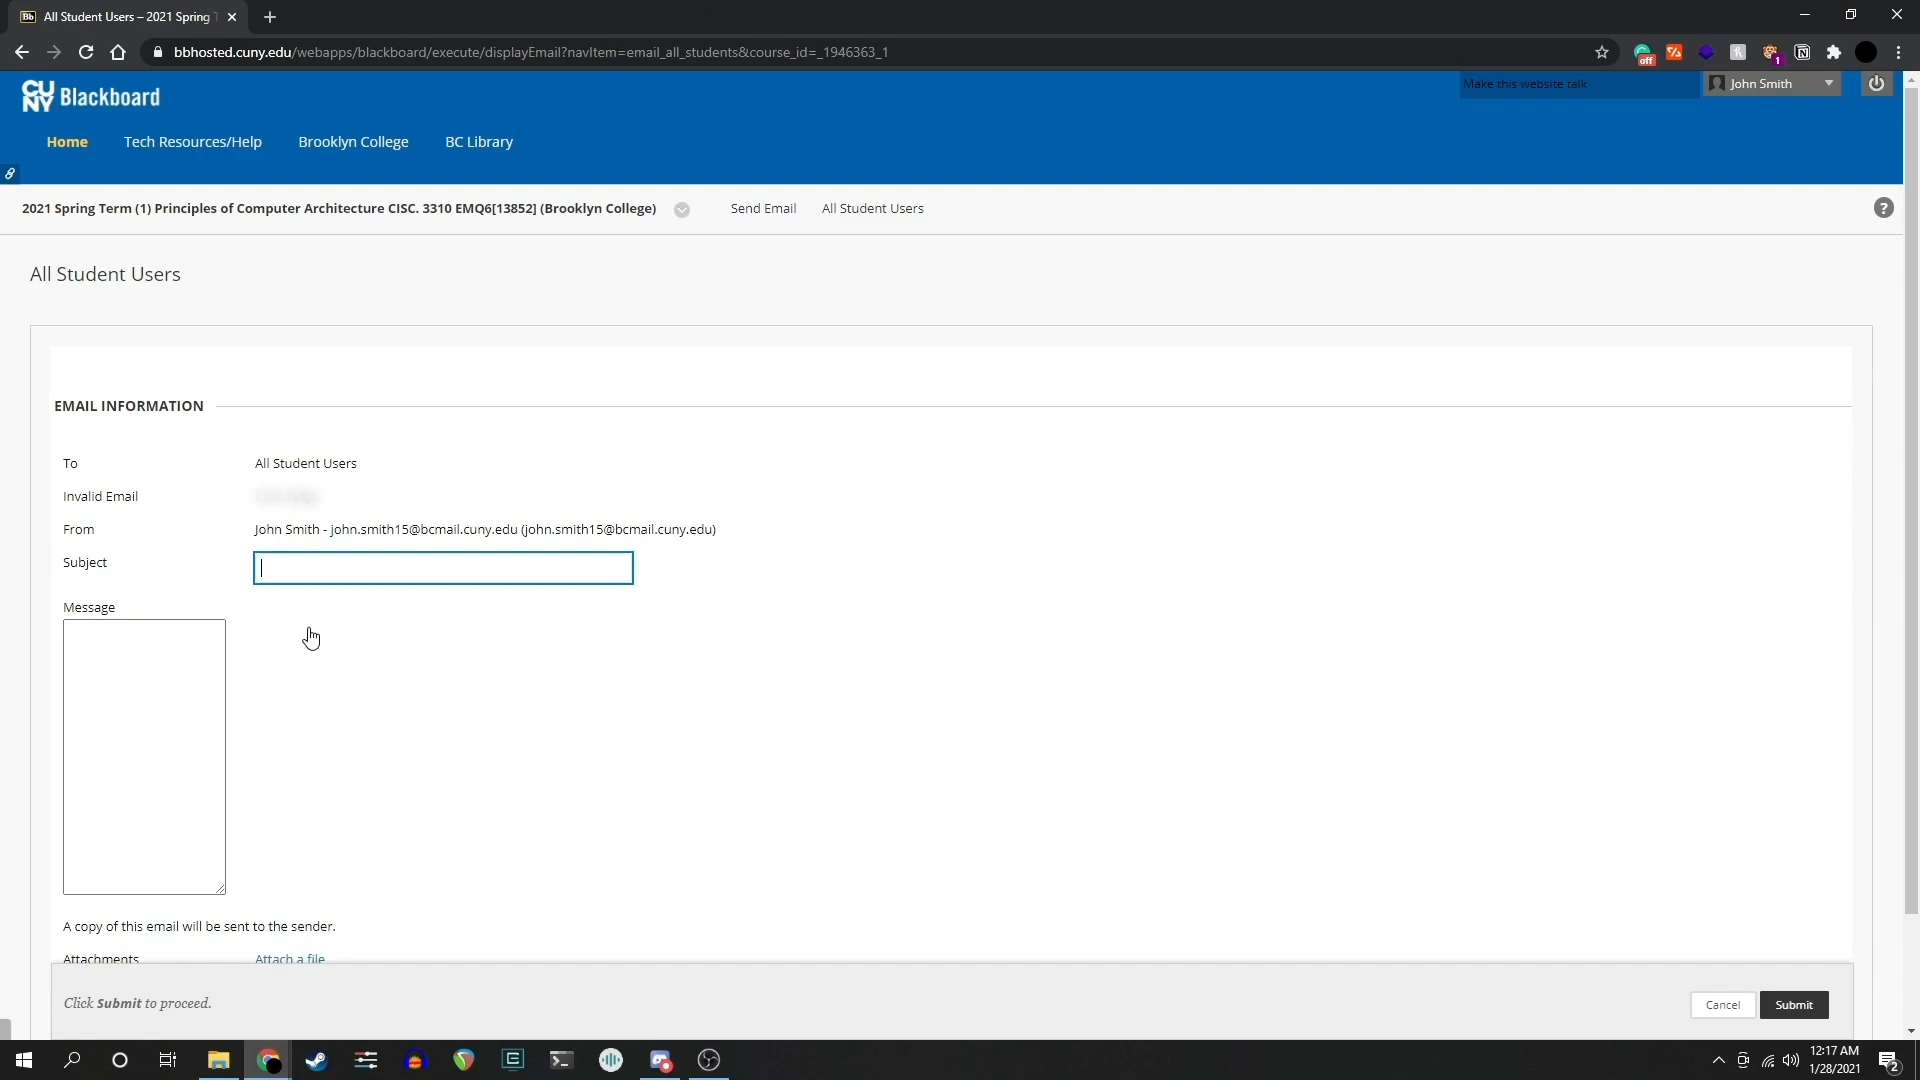 All Student Users – 2021 Spring T
bbhosted.cuny.edu/webapps/blackboard/execute/displayEmail?navItem=email_all_students&course_id=_1946363_1
off
1
CUNY Blackboard
Make this website talk
John Smith
Home
Tech Resources/Help
Brooklyn College
BC Library
2021 Spring Term (1) Principles of Computer Architecture CISC. 3310 EMQ6[13852] (Brooklyn College)
Send Email
All Student Users
?
All Student Users
EMAIL INFORMATION
To
All Student Users
Invalid Email
From
John Smith - john.smith15@bcmail.cuny.edu (john.smith15@bcmail.cuny.edu)
Subject
Message
A copy of this email will be sent to the sender.
Attachments
Attach a file
Click Submit to proceed.
Cancel
Submit
12:17 AM
1/28/2021
2